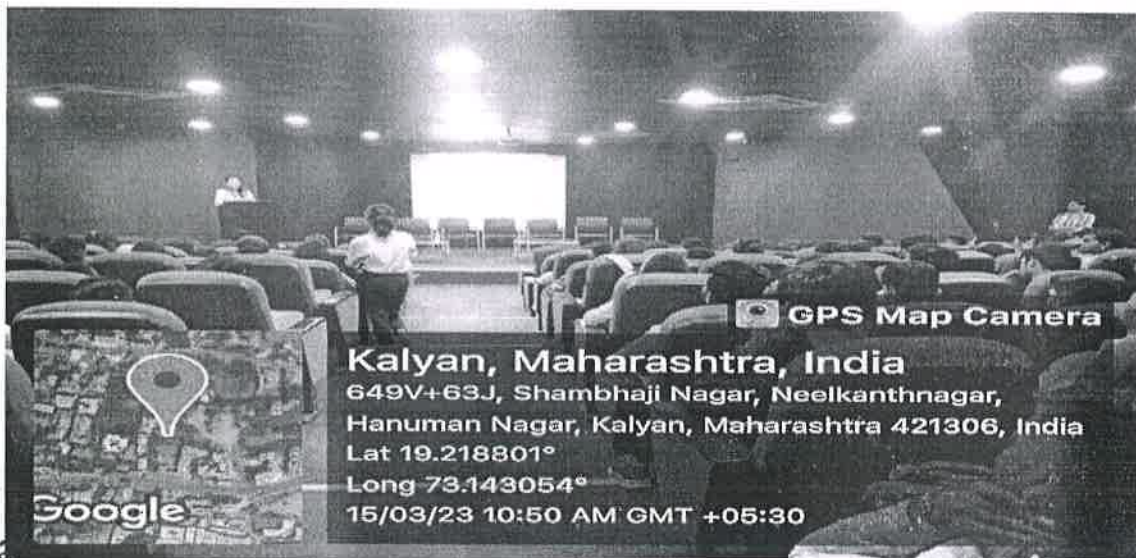 GPS Map Camera
Kalyan, Maharashtra, India
649V+63J, Shambhaji Nagar, Neelkanthnagar,
Hanuman Nagar, Kalyan, Maharashtra 421306, India
Lat 19.218801°
Long 73.143054°
15/03/23 10:50 AM GMT +05:30
Google